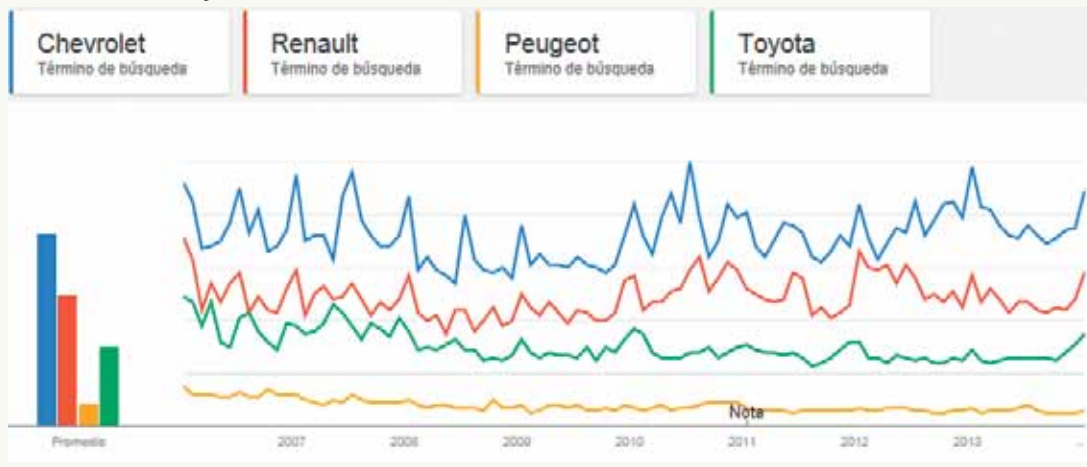 Chevrolet
Término de búsqueda
Renault
Término de búsqueda
Peugeot
Término de búsqueda
Toyota
Término de búsqueda
Nota
Promedio
2007
2008
2009
2010
2011
2012
2013